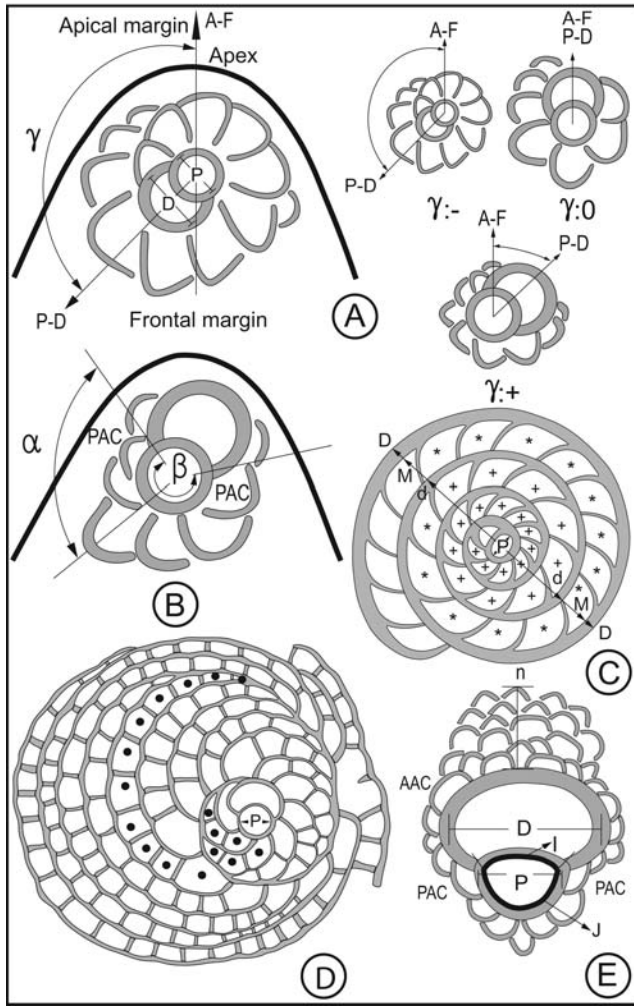 Apical margin
A-F
Apex
γ
P
D
P-D
Frontal margin
A
A-F
P-D
γ:-
A-F
P-D
γ:0
A-F
P-D
γ:+
α
PAC
β
PAC
B
D
M
d
* * * * * * * * * * * * *
+ + + + + + + + + + + + + + + + +
P
d
M
D
C
P
D
n
AAC
D
I
P
PAC
PAC
J
E